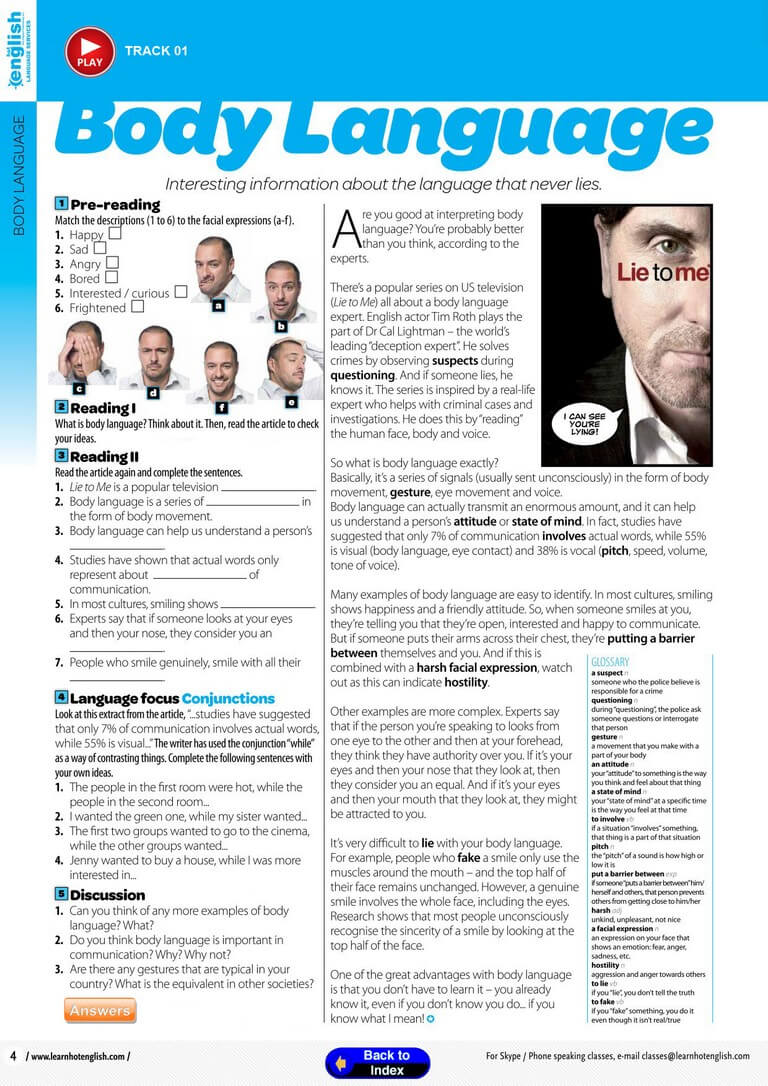 english
LANGUAGE SERVICES
PLAY
TRACK 01
BODY LANGUAGE
Body Language
Interesting information about the language that never lies.
1 Pre-reading
Match the descriptions (1 to 6) to the facial expressions (a-f).
1. Happy
2. Sad
3. Angry
4. Bored
5. Interested / curious
6. Frightened
a
b
c
d
f
e
2 Reading I
What is body language? Think about it. Then, read the article to check
your ideas.
3 Reading II
Read the article again and complete the sentences.
1. Lie to Me is a popular television ____________.
2. Body language is a series of ____________ in
the form of body movement.
3. Body language can help us understand a person's
____________.
4. Studies have shown that actual words only
represent about ____________ of
communication.
5. In most cultures, smiling shows ____________.
6. Experts say that if someone looks at your eyes
and then your nose, they consider you an
____________.
7. People who smile genuinely, smile with all their
____________.
4 Language focus Conjunctions
Look at this extract from the article, "...studies have suggested
that only 7% of communication involves actual words,
while 55% is visual..." The writer has used the conjunction "while"
as a way of contrasting things. Complete the following sentences with
your own ideas.
1. The people in the first room were hot, while the
people in the second room...
2. I wanted the green one, while my sister wanted...
3. The first two groups wanted to go to the cinema,
while the other groups wanted...
4. Jenny wanted to buy a house, while I was more
interested in...
5 Discussion
1. Can you think of any more examples of body
language? What?
2. Do you think body language is important in
communication? Why? Why not?
3. Are there any gestures that are typical in your
country? What is the equivalent in other societies?
Answers
Are you good at interpreting body
language? You're probably better
than you think, according to the
experts.
There's a popular series on US television
(Lie to Me) all about a body language
expert. English actor Tim Roth plays the
part of Dr Cal Lightman – the world's
leading "deception expert". He solves
crimes by observing suspects during
questioning. And if someone lies, he
knows it. The series is inspired by a real-life
expert who helps with criminal cases and
investigations. He does this by "reading"
the human face, body and voice.
Lie to me
I CAN SEE
YOU'RE
LYING!
So what is body language exactly?
Basically, it's a series of signals (usually sent unconsciously) in the form of body
movement, gesture, eye movement and voice.
Body language can actually transmit an enormous amount, and it can help
us understand a person's attitude or state of mind. In fact, studies have
suggested that only 7% of communication involves actual words, while 55%
is visual (body language, eye contact) and 38% is vocal (pitch, speed, volume,
tone of voice).
Many examples of body language are easy to identify. In most cultures, smiling
shows happiness and a friendly attitude. So, when someone smiles at you,
they're telling you that they're open, interested and happy to communicate.
But if someone puts their arms across their chest, they're putting a barrier
between themselves and you. And if this is
combined with a harsh facial expression, watch
out as this can indicate hostility.
Other examples are more complex. Experts say
that if the person you're speaking to looks from
one eye to the other and then at your forehead,
they think they have authority over you. If it's your
eyes and then your nose that they look at, then
they consider you an equal. And if it's your eyes
and then your mouth that they look at, they might
be attracted to you.
It's very difficult to lie with your body language.
For example, people who fake a smile only use the
muscles around the mouth – and the top half of
their face remains unchanged. However, a genuine
smile involves the whole face, including the eyes.
Research shows that most people unconsciously
recognise the sincerity of a smile by looking at the
top half of the face.
One of the great advantages with body language
is that you don't have to learn it – you already
know it, even if you don't know you do... if you
know what I mean!
GLOSSARY
a suspect n
someone who the police believe is
responsible for a crime
questioning n
during "questioning", the police ask
someone questions or interrogate
that person
gesture n
a movement that you make with a
part of your body
an attitude n
your "attitude" to something is the way
you think and feel about that thing
a state of mind n
your "state of mind" at a specific time
is the way you feel at that time
to involve vb
if a situation "involves" something,
that thing is a part of that situation
pitch n
the "pitch" of a sound is how high or
low it is
put a barrier between exp
if someone "puts a barrier between" him/
herself and others, that person prevents
others from getting close to him/her
harsh adj
unkind, unpleasant, not nice
a facial expression n
an expression on your face that
shows an emotion: fear, anger,
sadness, etc.
hostility n
aggression and anger towards others
to lie vb
if you "lie", you don't tell the truth
to fake vb
if you "fake" something, you do it
even though it isn't real/true
4 / www.learnhotenglish.com /
Back to
Index
For Skype / Phone speaking classes, e-mail classes@learnhotenglish.com